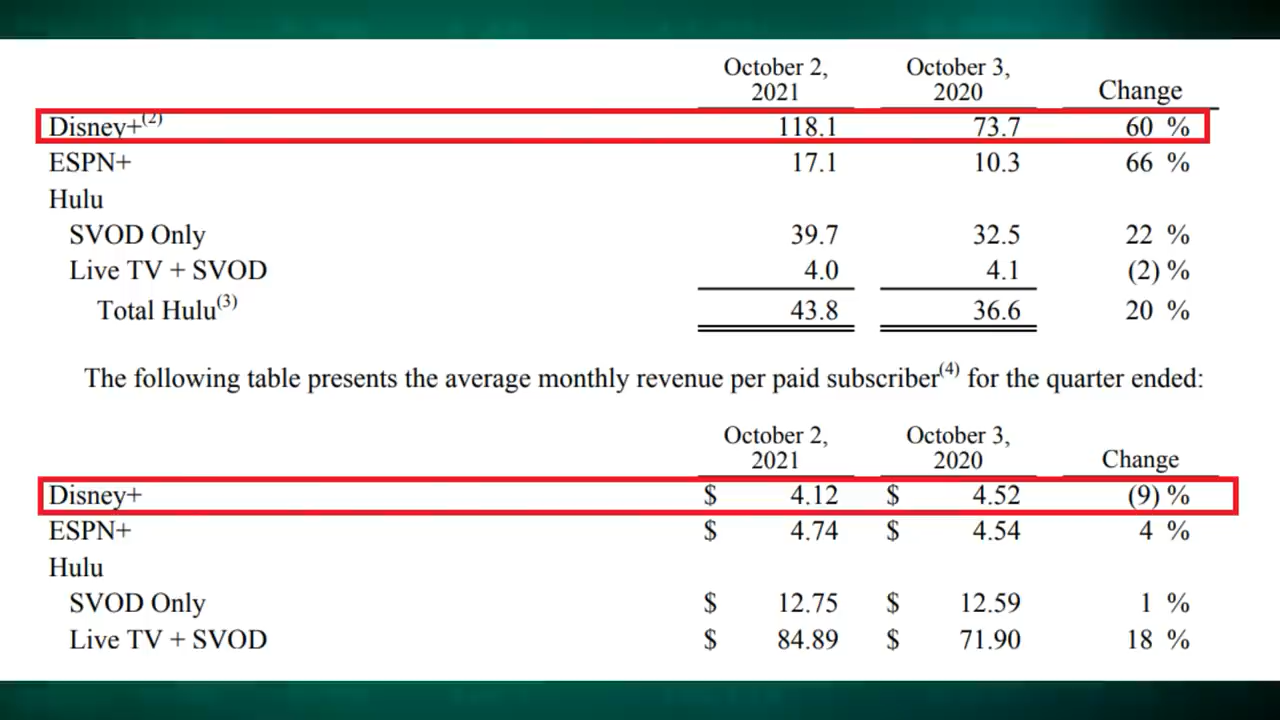 October 2, October 3,
2021 2020 Change
Disney+(2) 118.1 73.7 60 %
ESPN+ 17.1 10.3 66 %
Hulu
SVOD Only 39.7 32.5 22 %
Live TV + SVOD 4.0 4.1 (2) %
Total Hulu(3) 43.8 36.6 20 %
The following table presents the average monthly revenue per paid subscriber(4) for the quarter ended:
October 2, October 3,
2021 2020 Change
Disney+ $ 4.12 $ 4.52 (9) %
ESPN+ $ 4.74 $ 4.54 4 %
Hulu
SVOD Only $ 12.75 $ 12.59 1 %
Live TV + SVOD $ 84.89 $ 71.90 18 %